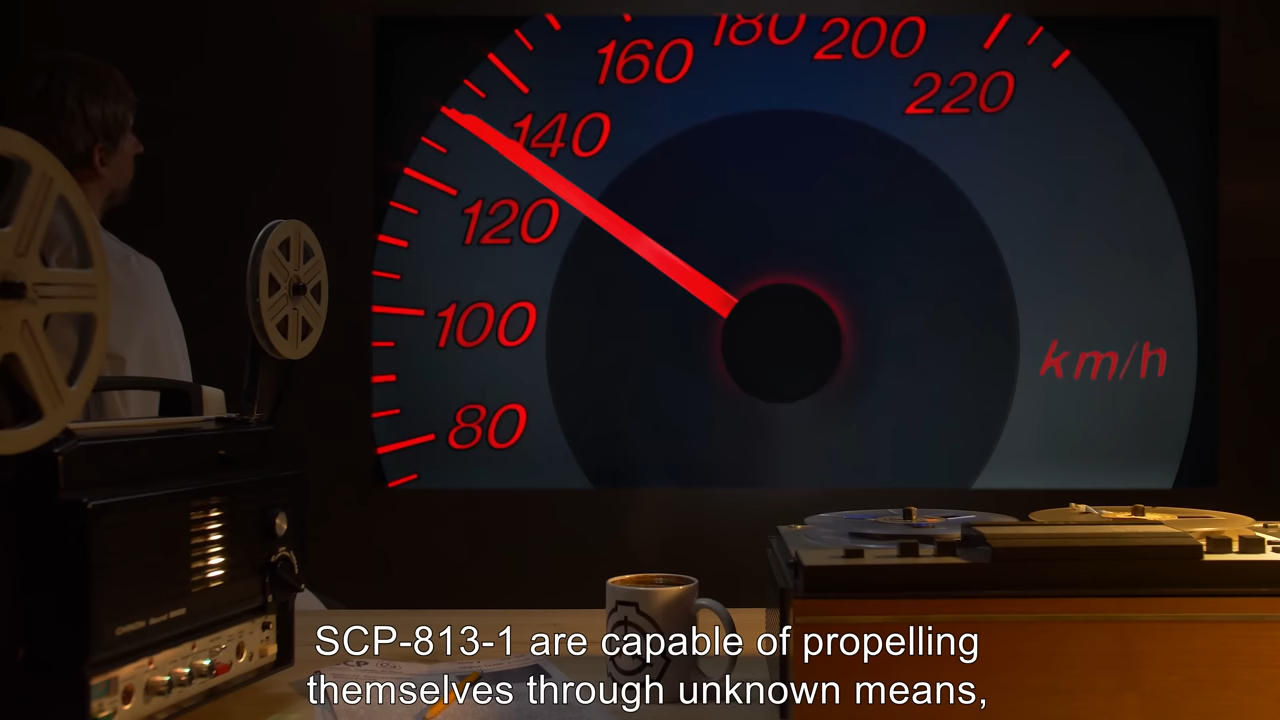 180
200
160
220
140
120
100
km/h
80
SCP
SCP-813-1 are capable of propelling
themselves through unknown means,